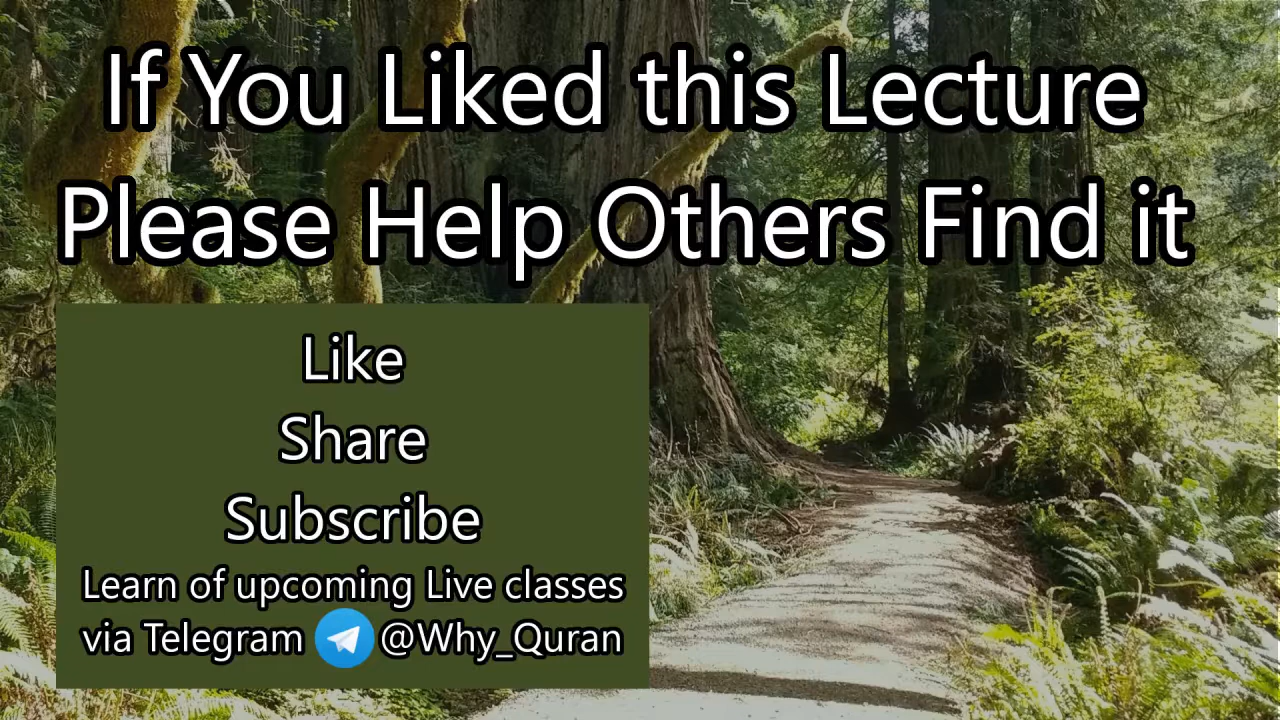 If You Liked this Lecture
Please Help Others Find it
Like
Share
Subscribe
Learn of upcoming Live classes
via Telegram @Why_Quran